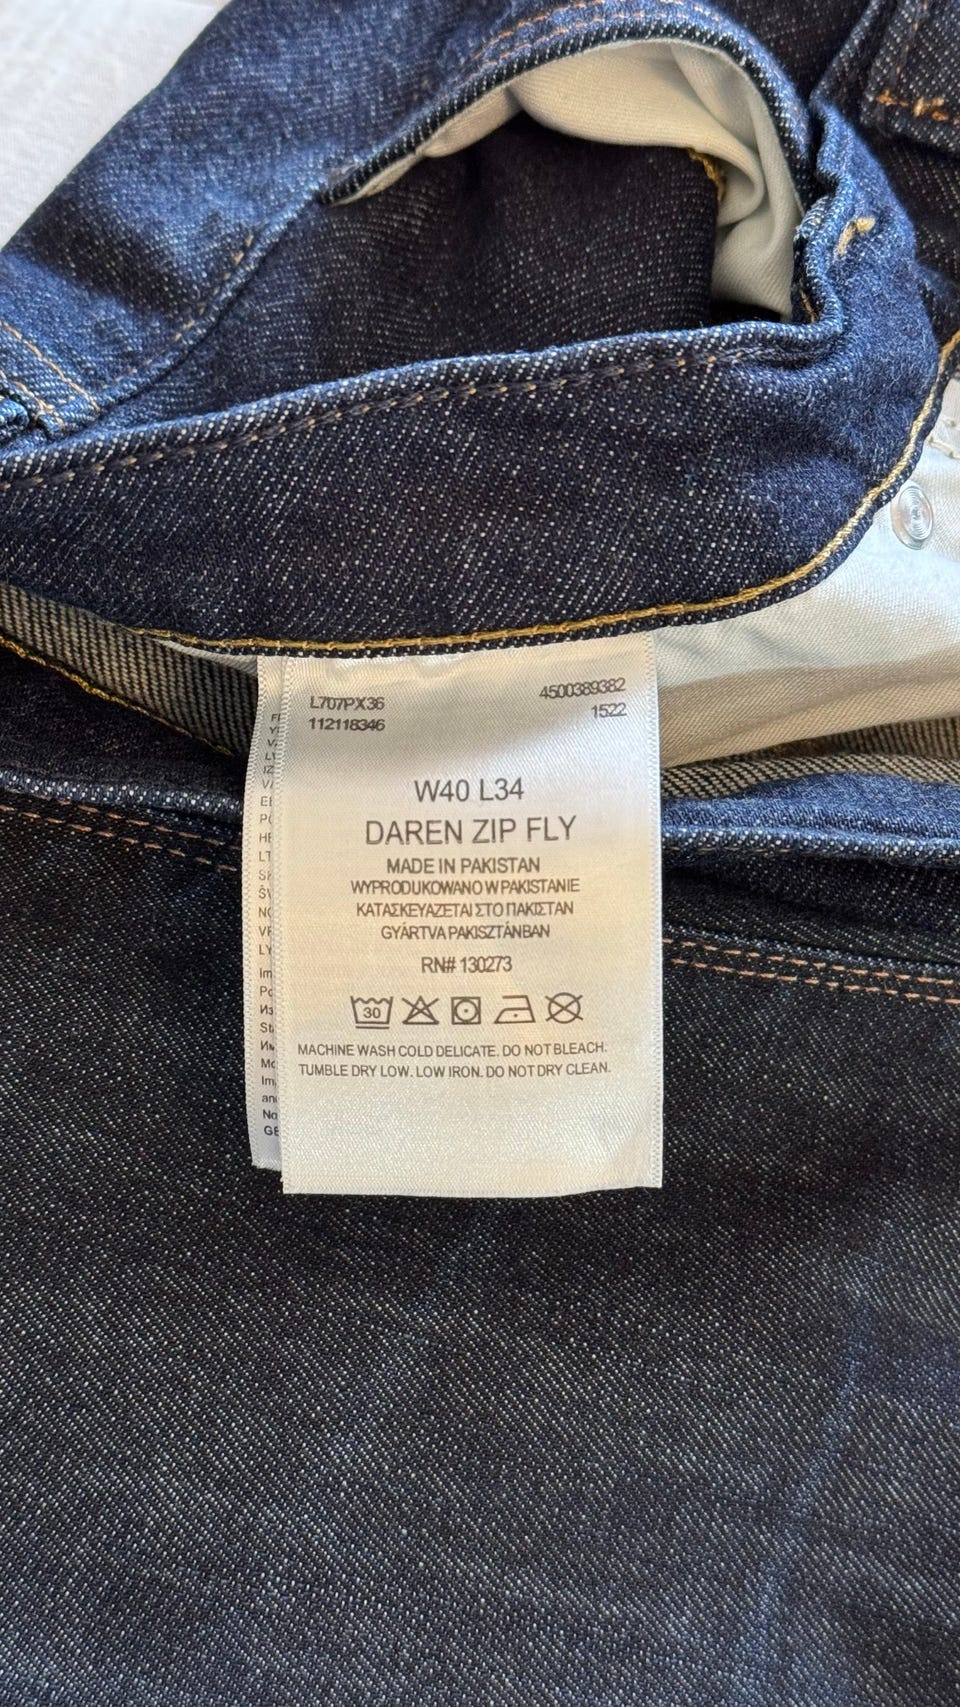 L707PX36
112118346
4500389382
1522
W40 L34
DAREN ZIP FLY
MADE IN PAKISTAN
WYPRODUKOWANO W PAKISTANIE
ΚΑΤΑΣΚΕΥΑΖΕΤΑΙ ΣΤΟ ΠΑΚΙΣΤΑΝ
GYÁRTVA PAKISZTÁNBAN
RN# 130273
30
MACHINE WASH COLD DELICATE. DO NOT BLEACH.
TUMBLE DRY LOW. LOW IRON. DO NOT DRY CLEAN.